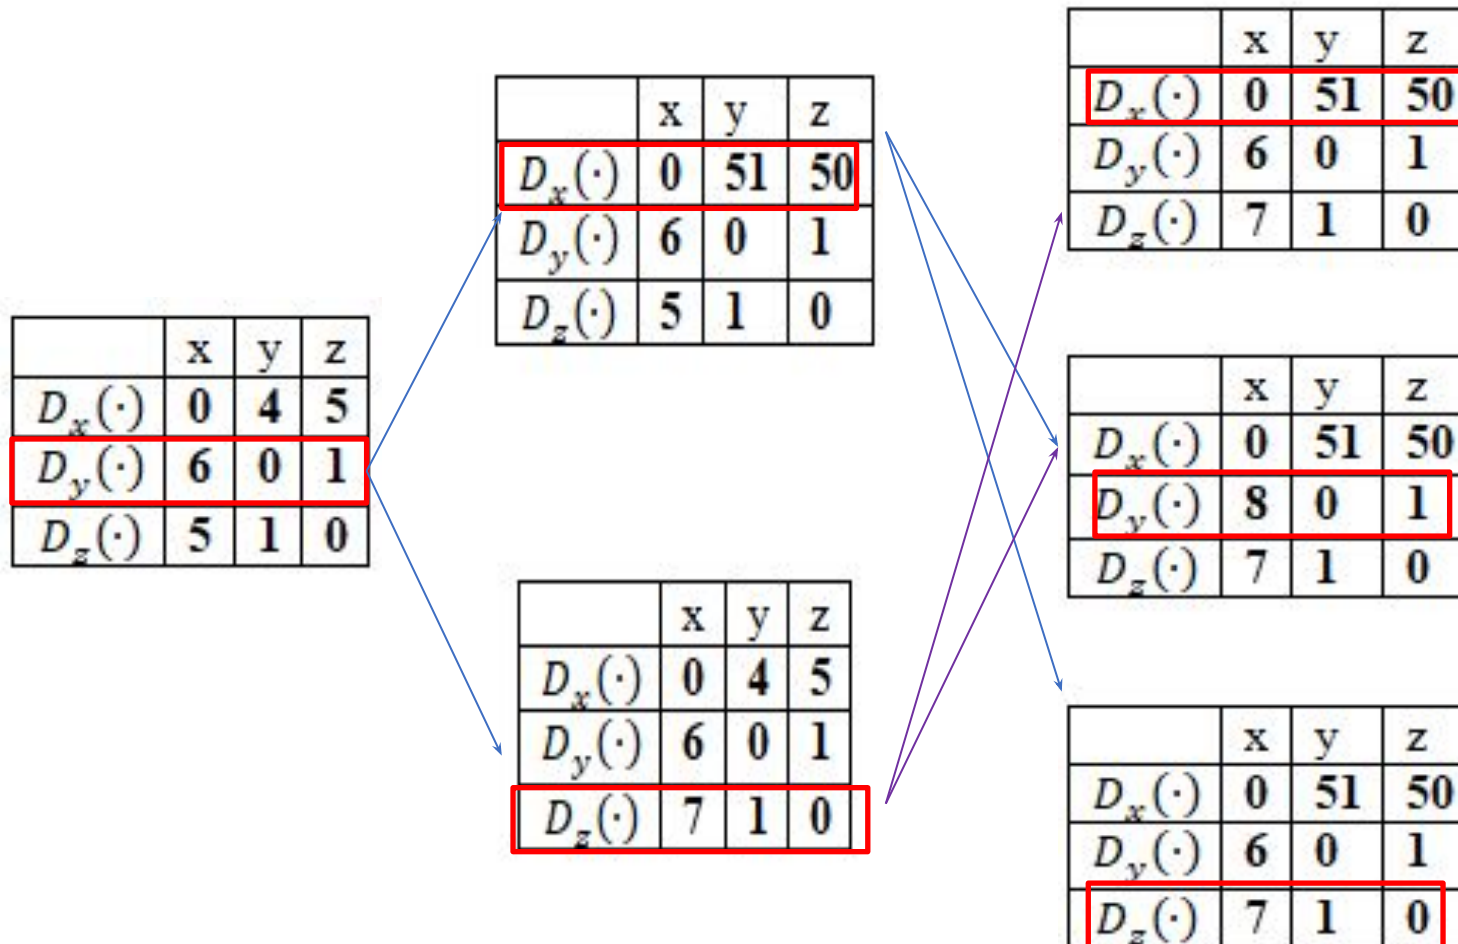 x y z
Dx(·) 0 4 5
Dy(·) 6 0 1
Dz(·) 5 1 0
x y z
Dx(·) 0 51 50
Dy(·) 6 0 1
Dz(·) 5 1 0
x y z
Dx(·) 0 4 5
Dy(·) 6 0 1
Dz(·) 7 1 0
x y z
Dx(·) 0 51 50
Dy(·) 6 0 1
Dz(·) 7 1 0
x y z
Dx(·) 0 51 50
Dy(·) 8 0 1
Dz(·) 7 1 0
x y z
Dx(·) 0 51 50
Dy(·) 6 0 1
Dz(·) 7 1 0